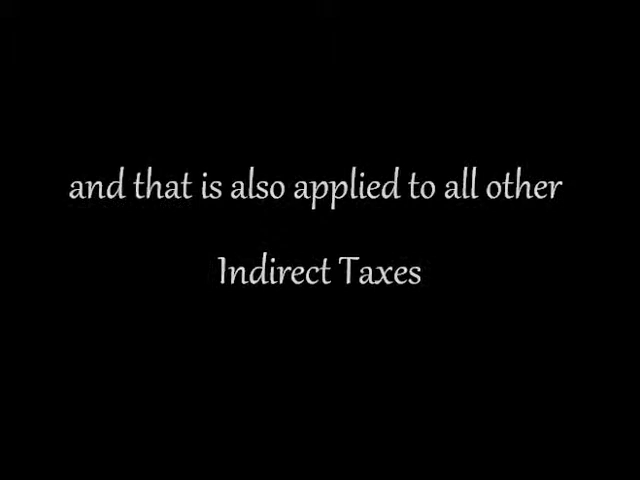 and that is also applied to all other
Indirect Taxes